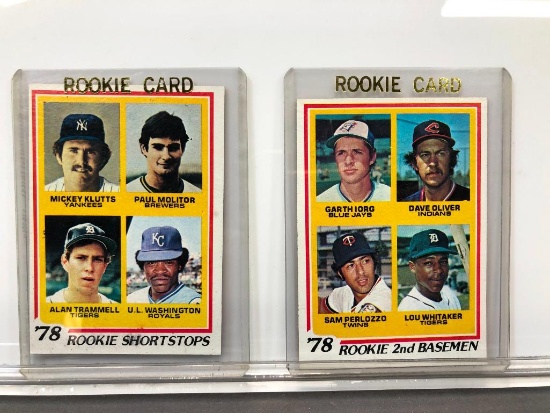 ROOKIE CARD
MICKEY KLUTTS
YANKEES
PAUL MOLITOR
BREWERS
ALAN TRAMMELL
TIGERS
U.L. WASHINGTON
ROYALS
'78 ROOKIE SHORTSTOPS
ROOKIE CARD
GARTH IORG
BLUE JAYS
DAVE OLIVER
INDIANS
SAM PERLOZZO
TWINS
LOU WHITAKER
TIGERS
'78 ROOKIE 2nd BASEMEN